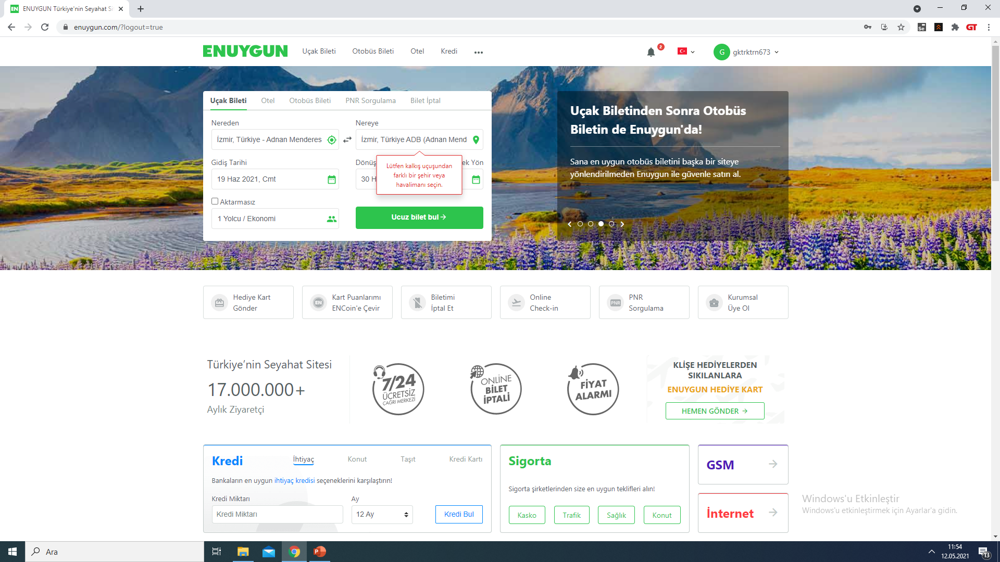 ENUYGUN Türkiye'nin Seyahat Si
enuygun.com/?logout=true
Se
GT
ENUYGUN
Uçak Bileti
Otobüs Bileti
Otel
Kredi
2
G
gktrktrn673
Uçak Bileti
Otel
Otobüs Bileti
PNR Sorgulama
Bilet İptal
Nereden
Nereye
İzmir, Türkiye - Adnan Menderes
İzmir, Türkiye ADB (Adnan Mend
Gidiş Tarihi
Dönüş
ek Yön
19 Haz 2021, Cmt
30 H
Lütfen kalkış uçuşundan
farklı bir şehir veya
havalimanı seçin.
Aktarmasız
1 Yolcu / Ekonomi
Ucuz bilet bul
Uçak Biletinden Sonra Otobüs
Biletin de Enuygun'da!
Sana en uygun otobüs biletini başka bir siteye
yönlendirilmeden Enuygun ile güvenle satın al.
Hediye Kart
Gönder
EN
Kart Puanlarımı
ENCoin'e Çevir
Biletimi
İptal Et
Online
Check-in
PNR
PNR
Sorgulama
Kurumsal
Üye Ol
Türkiye’nin Seyahat Sitesi
17.000.000+
Aylık Ziyaretçi
7/24
ÜCRETSİZ
ÇAĞRI MERKEZİ
ONLİNE
BİLET
İPTALİ
FİYAT
ALARMI
KLİŞE HEDİYELERDEN
SIKILANLARA
ENUYGUN HEDİYE KART
HEMEN GÖNDER
Kredi
İhtiyaç
Konut
Taşıt
Kredi Kartı
Bankaların en uygun ihtiyaç kredisi seçeneklerini karşılaştırın!
Kredi Miktarı
Ay
Kredi Miktarı
12 Ay
Kredi Bul
Sigorta
Sigorta şirketlerinden size en uygun teklifleri alın!
Kasko
Trafik
Sağlık
Konut
GSM
İnternet
Windows'u Etkinleştir
Windows'u etkinleştirmek için Ayarlar'a gidin.
Ara
11:54
12.05.2021
13